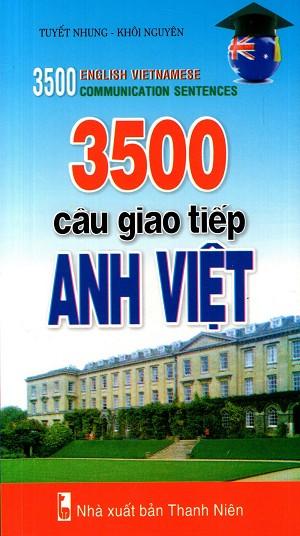 TUYẾT NHUNG - KHÔI NGUYÊN
3500 ENGLISH VIETNAMESE
COMMUNICATION SENTENCES
3500
câu giao tiếp
ANH VIỆT
Nhà xuất bản Thanh Niên